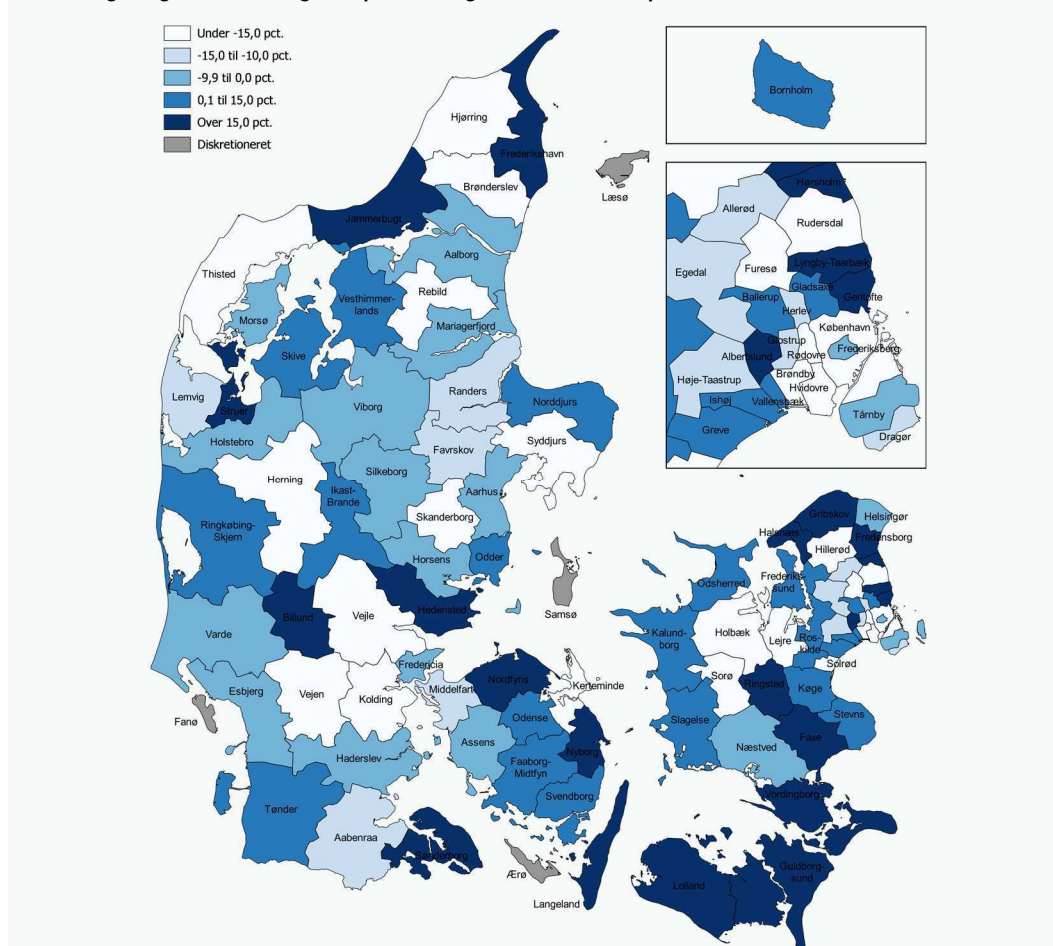 Under -15,0 pct.
-15,0 til -10,0 pct.
-9,9 til 0,0 pct.
0,1 til 15,0 pct.
Over 15,0 pct.
Diskretioneret
Bornholm
Hjørring
Frederikshavn
Brønderslev
Læsø
Jammerbugt
Aalborg
Thisted
Rebild
Vesthimmer-
lands
Morsø
Mariagerfjord
Skive
Lemvig
Struer
Viborg
Randers
Norddjurs
Holstebro
Favrskov
Syddjurs
Herning
Silkeborg
Ikast-
Brande
Aarhus
Skanderborg
Ringkøbing-
Skjern
Horsens
Odder
Samsø
Hedensted
Billund
Vejle
Varde
Fredericia
Esbjerg
Vejen
Kolding
Middelfart
Nordfyns
Kerteminde
Fanø
Odense
Assens
Nyborg
Haderslev
Faaborg-
Midtfyn
Svendborg
Tønder
Aabenraa
Sønderborg
Ærø
Langeland
Hørsholm
Allerød
Rudersdal
Egedal
Furesø
Lyngby-Taarbæk
Gladsaxe
Ballerup
Gentofte
Herlev
København
Glostrup
Frederiksberg
Albertslund
Rødovre
Høje-Taastrup
Brøndby
Hvidovre
Ishøj
Vallensbæk
Tårnby
Greve
Dragør
Gribskov
Helsingør
Halsnæs
Fredensborg
Hillerød
Odsherred
Frederiks-
sund
Kalund-
borg
Holbæk
Lejre
Ros-
kilde
Solrød
Sorø
Ringsted
Køge
Slagelse
Stevns
Næstved
Faxe
Vordingborg
Guldborg-
sund
Lolland